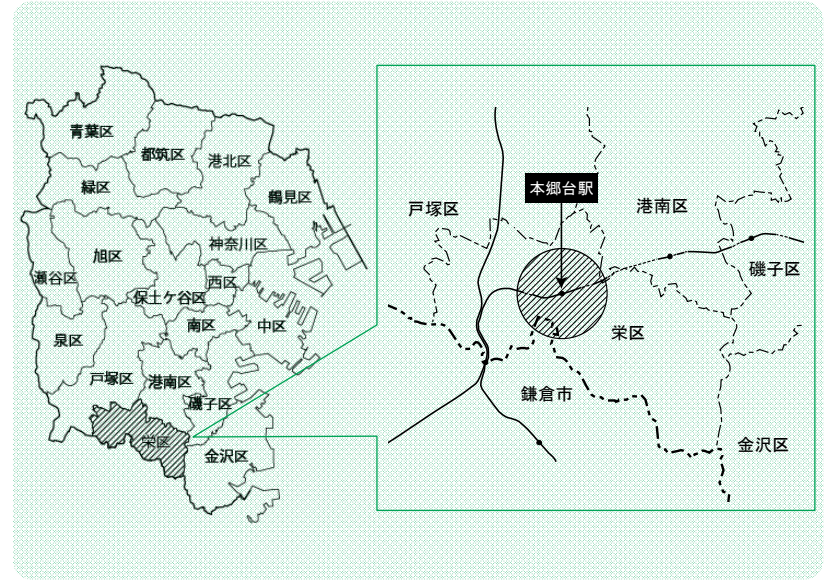 青葉区
都筑区
港北区
緑区
鶴見区
旭区
神奈川区
瀬谷区
西区
保土ケ谷区
泉区
南区
中区
戸塚区
港南区
磯子区
栄区
金沢区
本郷台駅
戸塚区
港南区
磯子区
栄区
鎌倉市
金沢区